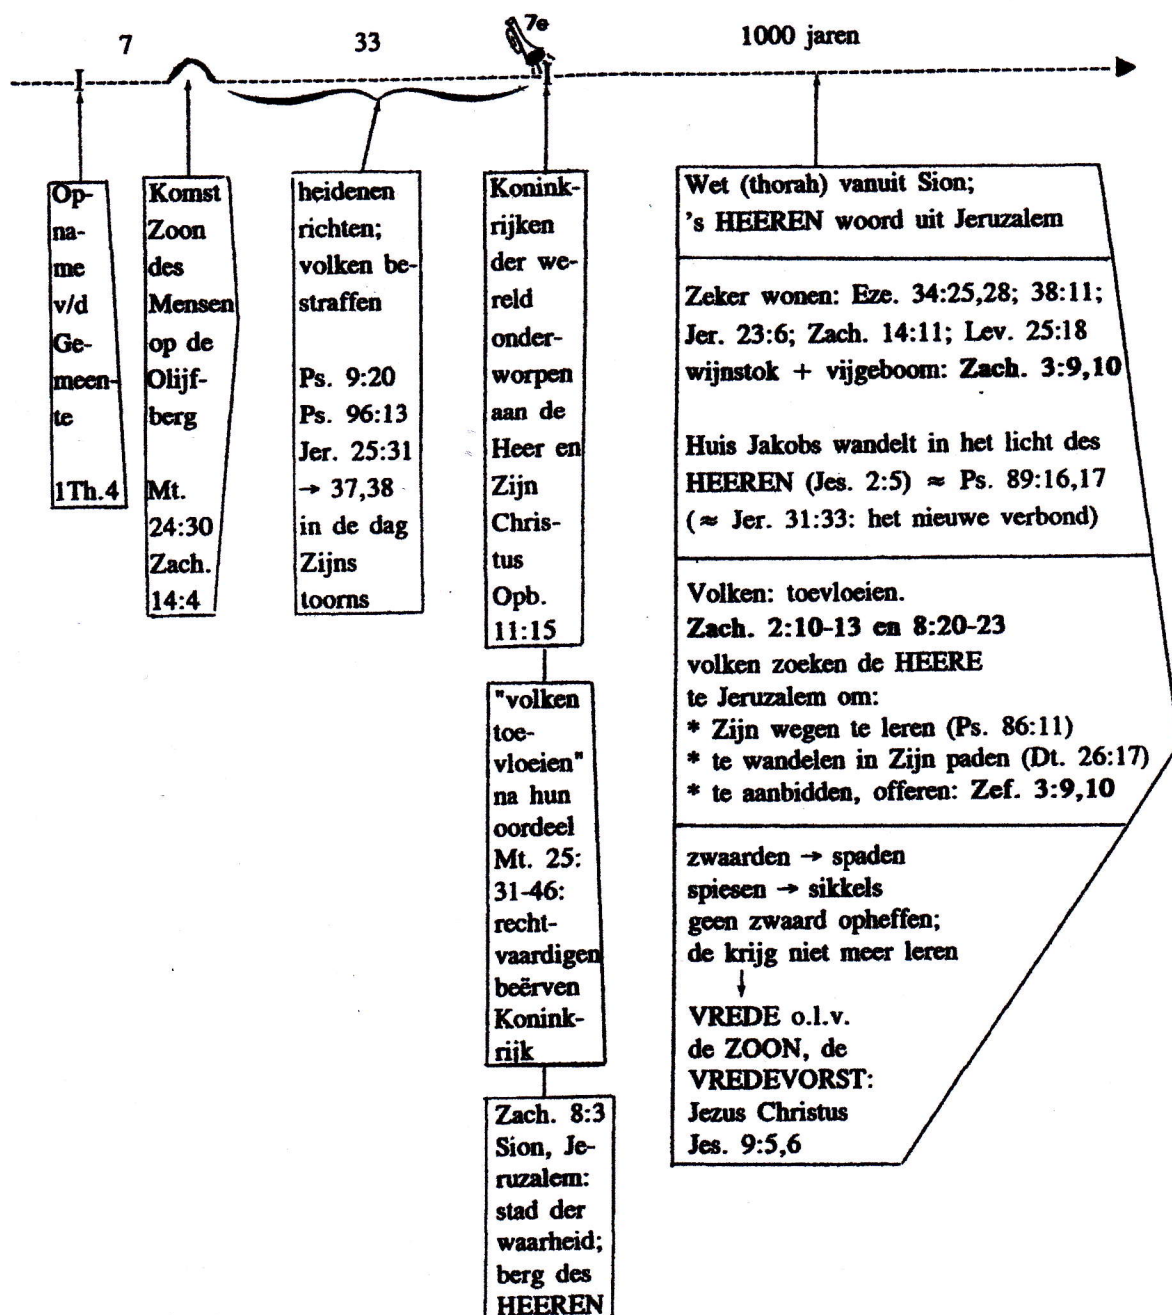 7
33
7e
1000 jaren
Op-
na-
me
v/d
Ge-
meen-
te
1Th.4
Komst
Zoon
des
Mensen
op de
Olijf-
berg
Mt.
24:30
Zach.
14:4
heidenen
richten;
volken be-
straffen
Ps. 9:20
Ps. 96:13
Jer. 25:31
→ 37,38
in de dag
Zijns
toorns
Konink-
rijken
der we-
reld
onder-
worpen
aan de
Heer en
Zijn
Chris-
tus
Opb.
11:15
"volken
toe-
vloeien"
na hun
oordeel
Mt. 25:
31-46:
recht-
vaardigen
beërven
Konink-
rijk
Zach. 8:3
Sion, Je-
ruzalem:
stad der
waarheid;
berg des
HEEREN
Wet (thorah) vanuit Sion;
's HEEREN woord uit Jeruzalem
Zeker wonen: Eze. 34:25,28; 38:11;
Jer. 23:6; Zach. 14:11; Lev. 25:18
wijnstok + vijgeboom: Zach. 3:9,10
Huis Jakobs wandelt in het licht des
HEEREN (Jes. 2:5) ≈ Ps. 89:16,17
(≈ Jer. 31:33: het nieuwe verbond)
Volken: toevloeien.
Zach. 2:10-13 en 8:20-23
volken zoeken de HEERE
te Jeruzalem om:
* Zijn wegen te leren (Ps. 86:11)
* te wandelen in Zijn paden (Dt. 26:17)
* te aanbidden, offeren: Zef. 3:9,10
zwaarden → spaden
spiesen → sikkels
geen zwaard opheffen;
de krijg niet meer leren
↓
VREDE o.l.v.
de ZOON, de
VREDEVORST:
Jezus Christus
Jes. 9:5,6